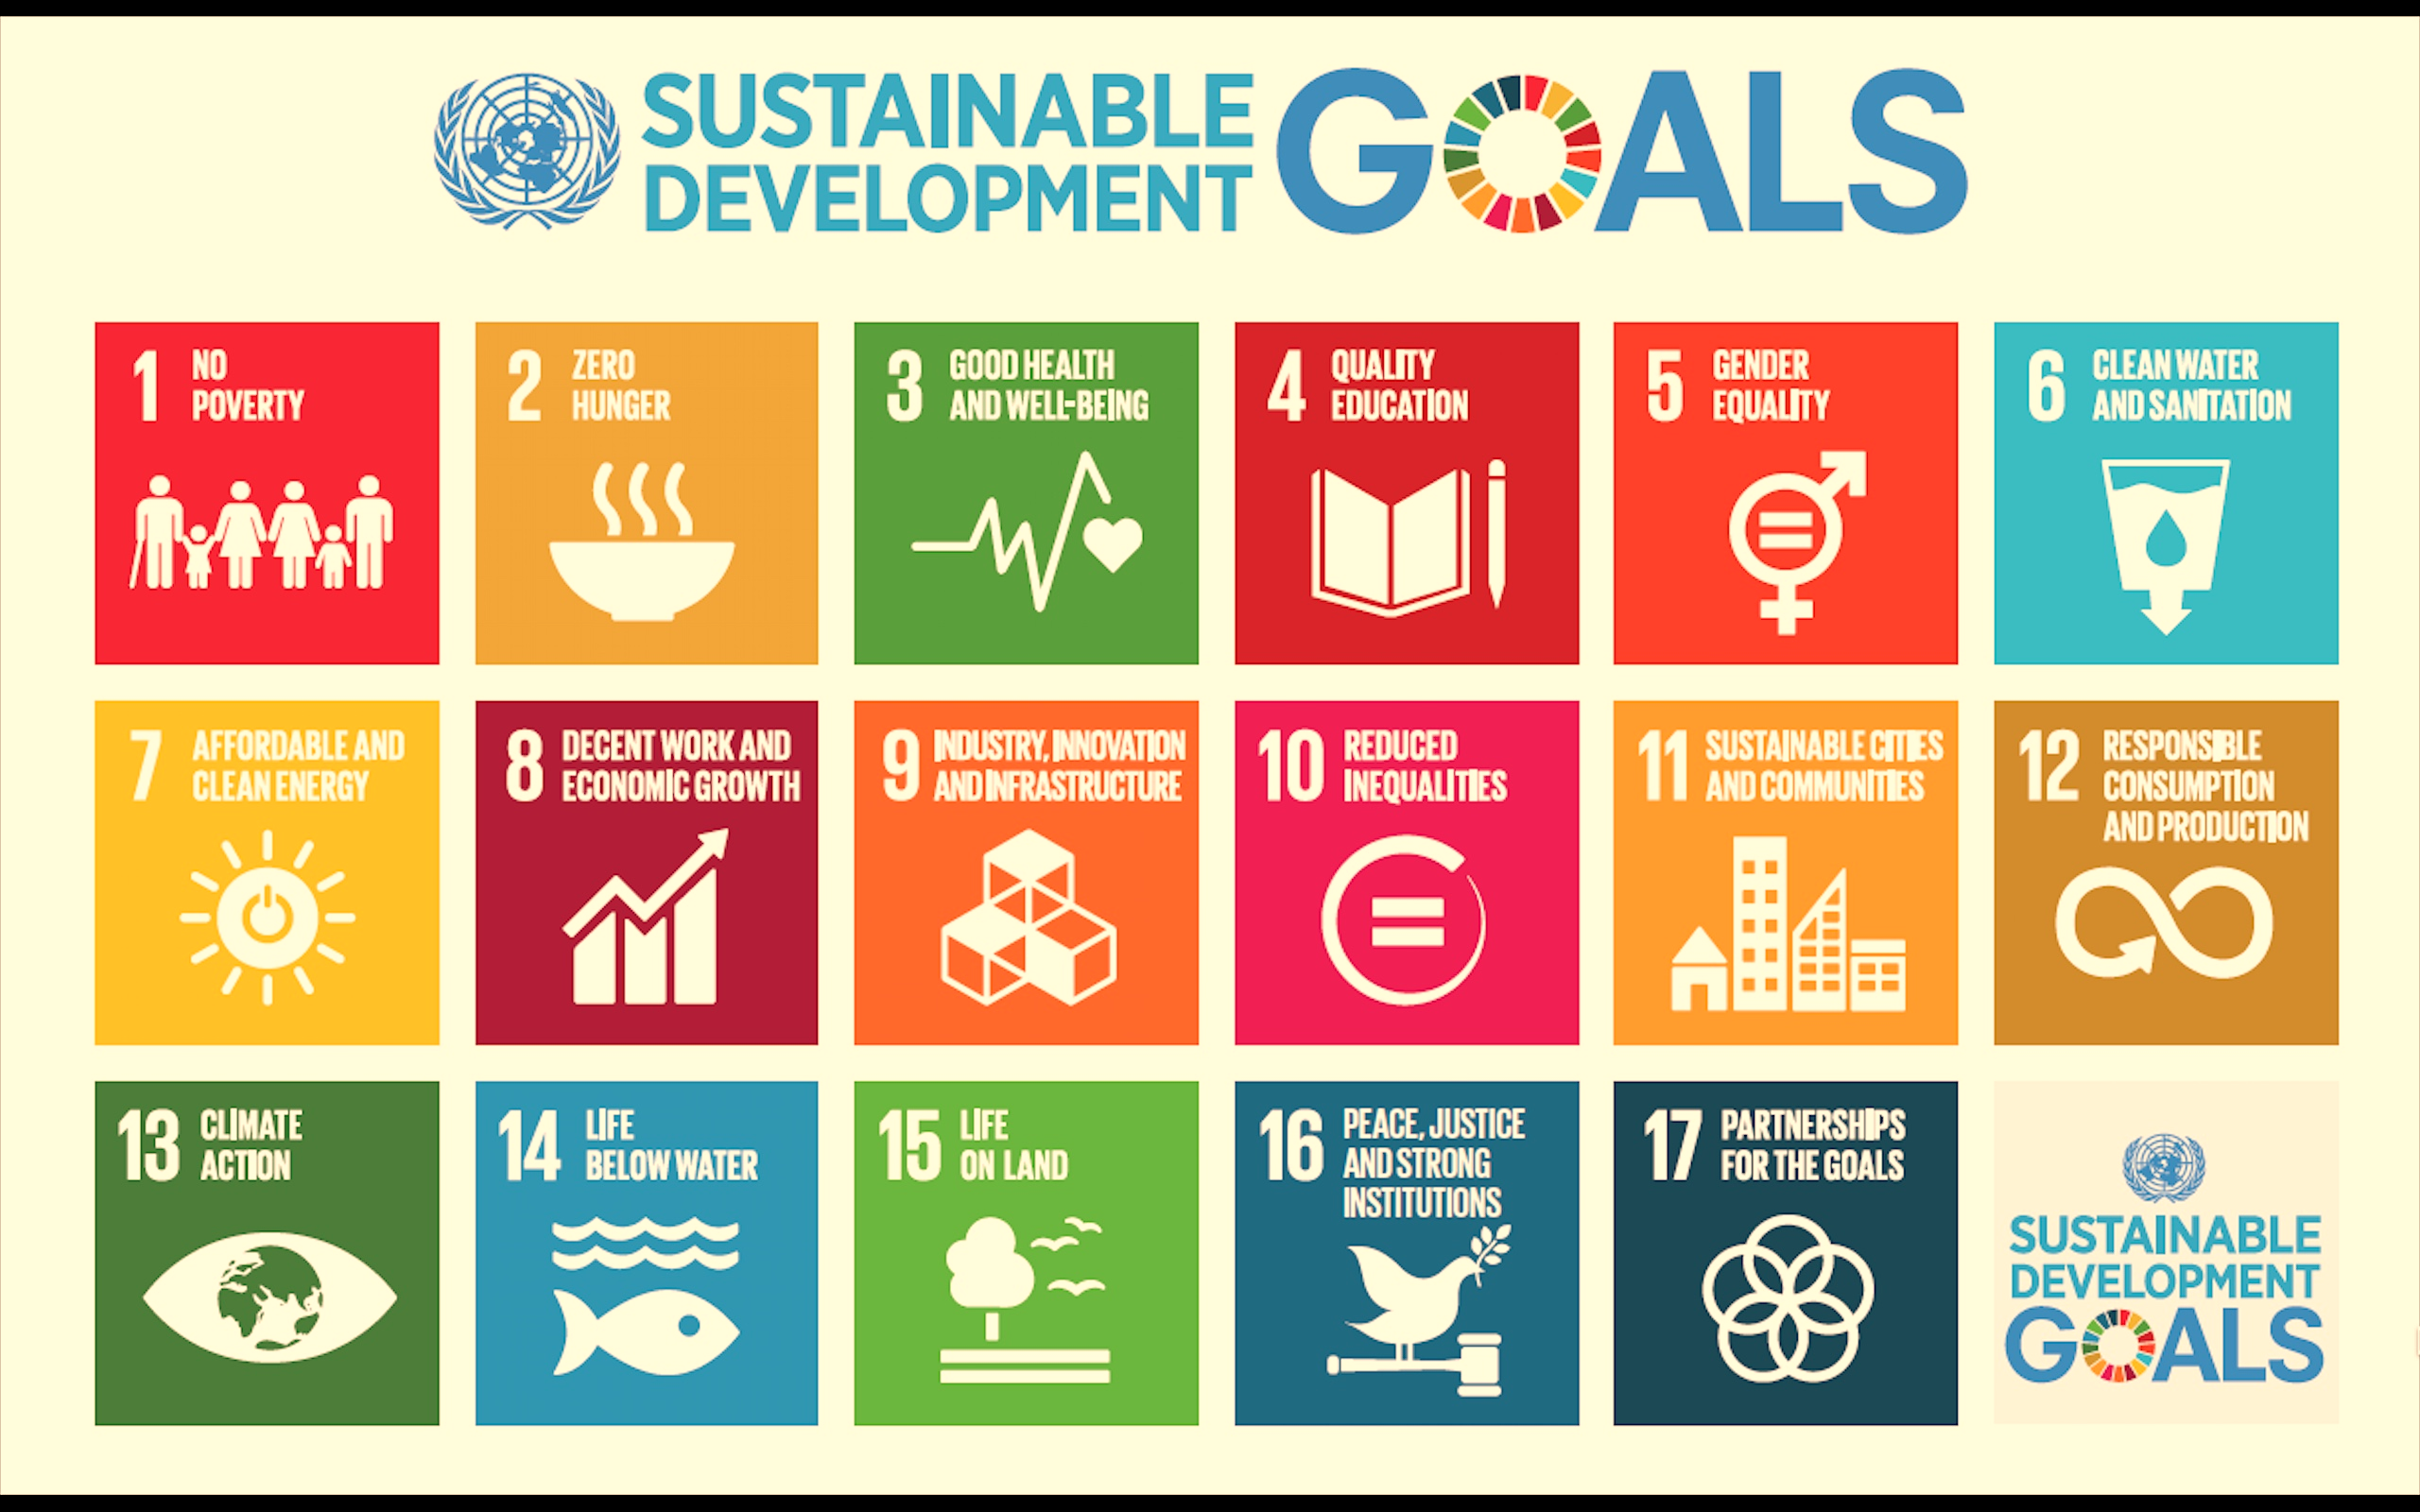 SUSTAINABLE
DEVELOPMENT
GOALS
1 NO
POVERTY
2 ZERO
HUNGER
3 GOOD HEALTH
AND WELL-BEING
4 QUALITY
EDUCATION
5 GENDER
EQUALITY
6 CLEAN WATER
AND SANITATION
7 AFFORDABLE AND
CLEAN ENERGY
8 DECENT WORK AND
ECONOMIC GROWTH
9 INDUSTRY, INNOVATION
AND INFRASTRUCTURE
10 REDUCED
INEQUALITIES
11 SUSTAINABLE CITIES
AND COMMUNITIES
12 RESPONSIBLE
CONSUMPTION
AND PRODUCTION
13 CLIMATE
ACTION
14 LIFE
BELOW WATER
15 LIFE
ON LAND
16 PEACE, JUSTICE
AND STRONG
INSTITUTIONS
17 PARTNERSHIPS
FOR THE GOALS
SUSTAINABLE
DEVELOPMENT
GOALS